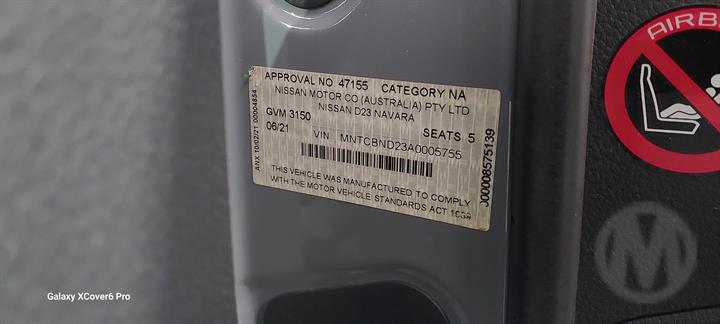 APPROVAL NO 47155 CATEGORY NA
NISSAN MOTOR CO (AUSTRALIA) PTY LTD
NISSAN D23 NAVARA
GVM 3150
SEATS 5
06/21
VIN MNTCBND23A0005755
THIS VEHICLE WAS MANUFACTURED TO COMPLY
WITH THE MOTOR VEHICLE STANDARDS ACT 1989
ANX 10/02/21 00004854
000008575139
AIRB
M
Galaxy XCover6 Pro